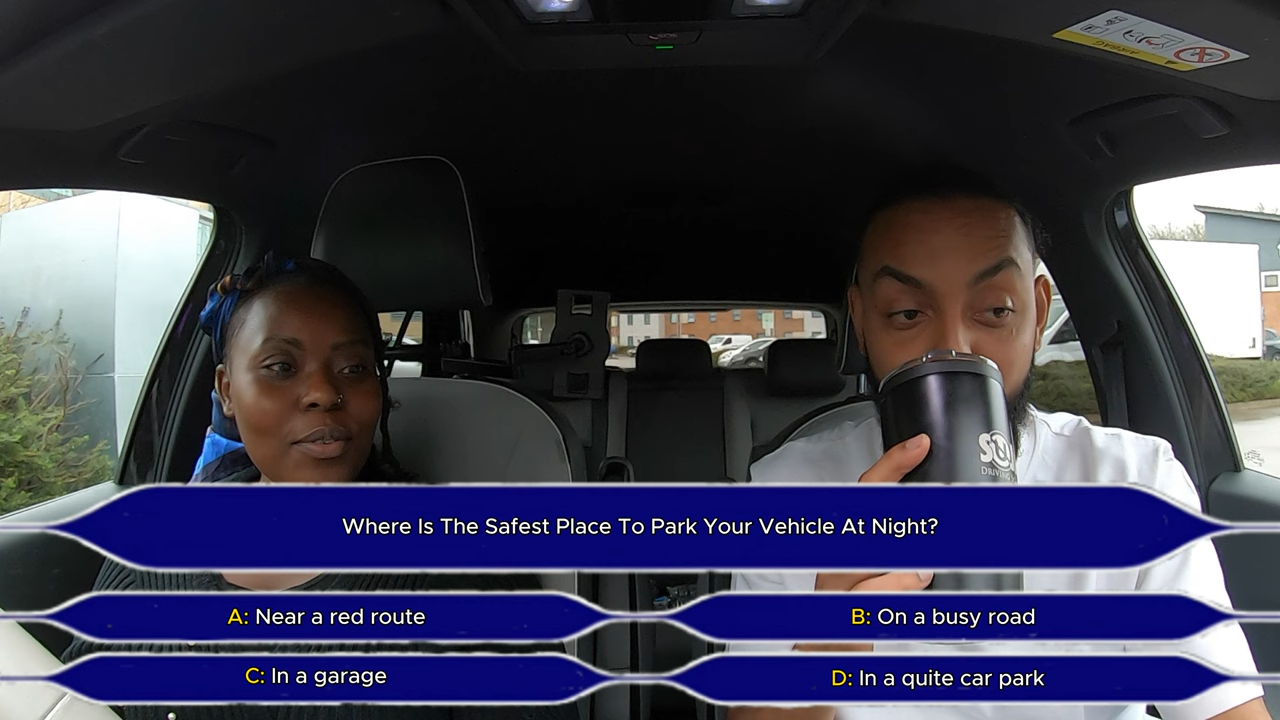 Where Is The Safest Place To Park Your Vehicle At Night?
A: Near a red route
B: On a busy road
C: In a garage
D: In a quite car park